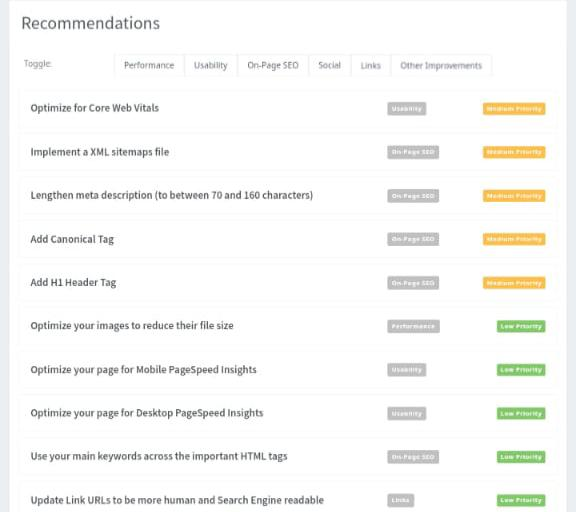 Recommendations
Toggle: Performance Usability On-Page SEO Social Links Other Improvements
Optimize for Core Web Vitals Usability Medium Priority
Implement a XML sitemaps file On-Page SEO Medium Priority
Lengthen meta description (to between 70 and 160 characters) On-Page SEO Medium Priority
Add Canonical Tag On-Page SEO Medium Priority
Add H1 Header Tag On-Page SEO Medium Priority
Optimize your images to reduce their file size Performance Low Priority
Optimize your page for Mobile PageSpeed Insights Usability Low Priority
Optimize your page for Desktop PageSpeed Insights Usability Low Priority
Use your main keywords across the important HTML tags On-Page SEO Low Priority
Update Link URLs to be more human and Search Engine readable Links Low Priority